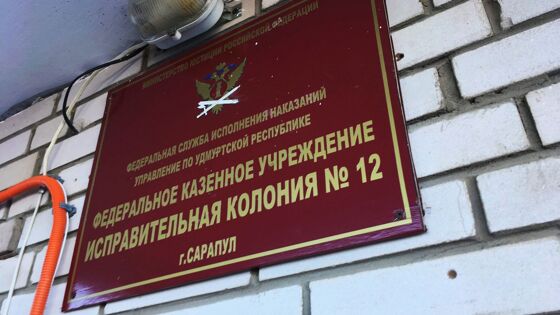 МИНИСТЕРСТВО ЮСТИЦИИ РОССИЙСКОЙ ФЕДЕРАЦИИ
ФЕДЕРАЛЬНАЯ СЛУЖБА ИСПОЛНЕНИЯ НАКАЗАНИЙ
УПРАВЛЕНИЕ ПО УДМУРТСКОЙ РЕСПУБЛИКЕ
ФЕДЕРАЛЬНОЕ КАЗЕННОЕ УЧРЕЖДЕНИЕ
ИСПРАВИТЕЛЬНАЯ КОЛОНИЯ № 12
г.САРАПУЛ